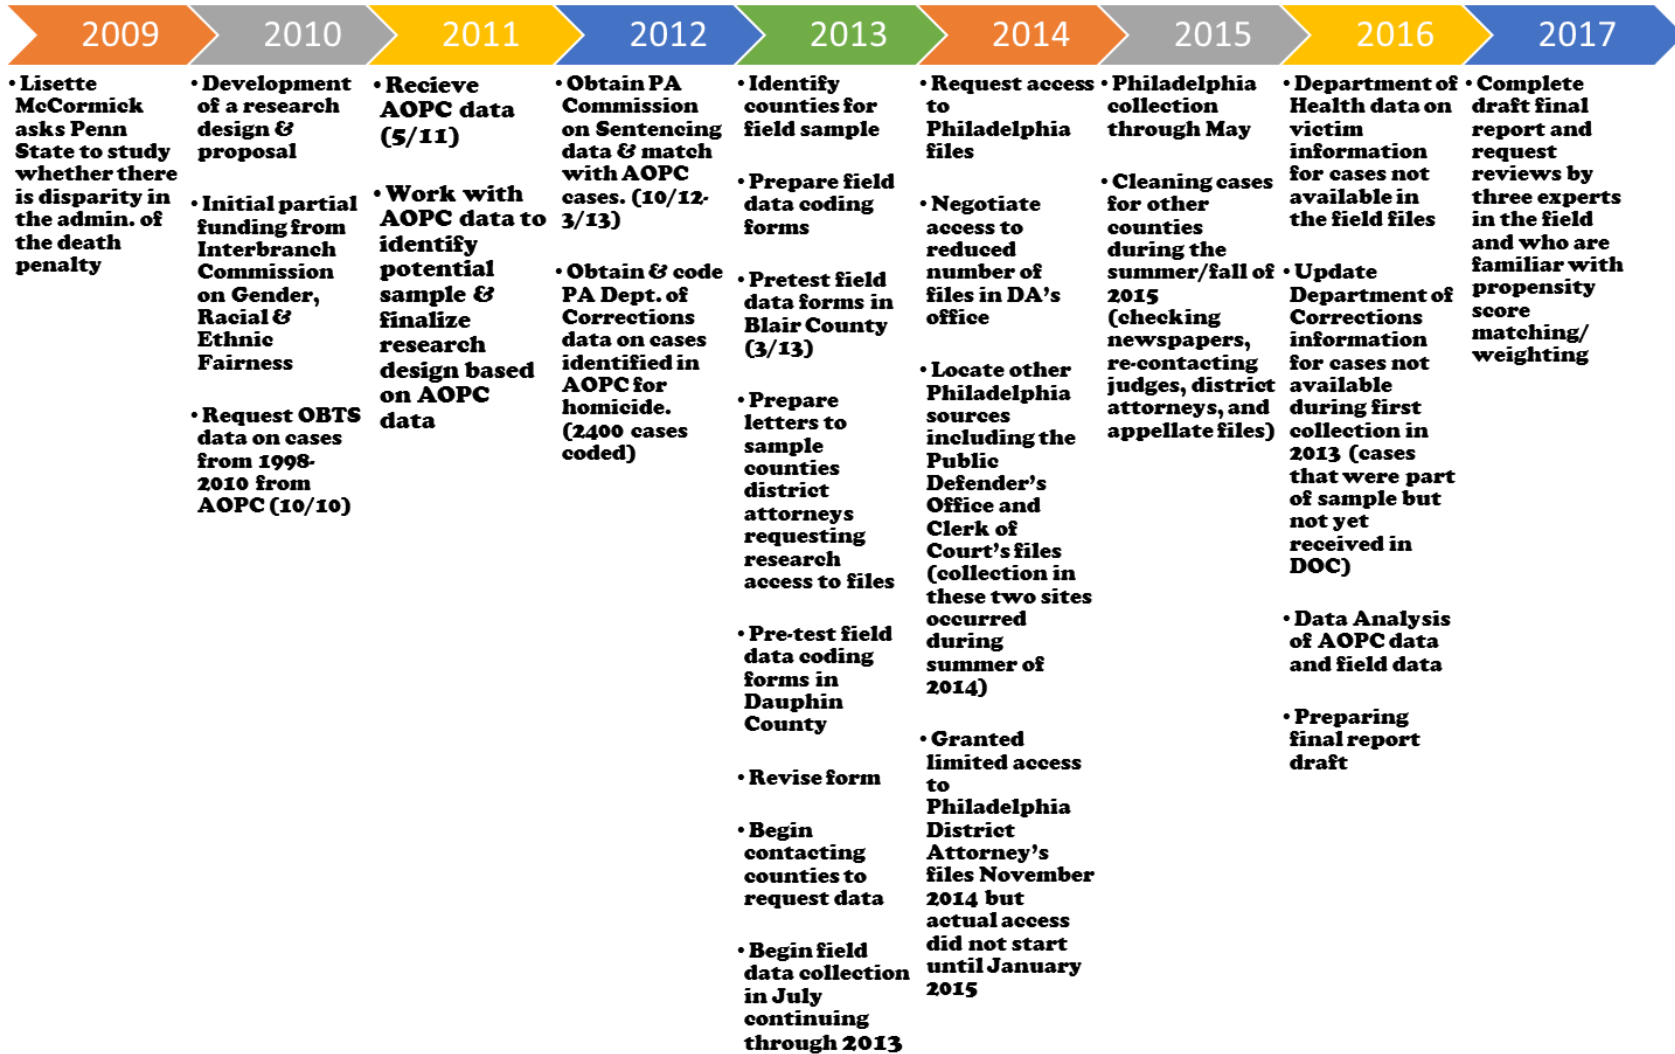 2009
2010
2011
2012
2013
2014
2015
2016
2017
• Lisette
McCormick
asks Penn
State to study
whether there
is disparity in
the admin. of
the death
penalty
• Development
of a research
design &
proposal
• Initial partial
funding from
Interbranch
Commission
on Gender,
Racial &
Ethnic
Fairness
• Request OBTS
data on cases
from 1998-
2010 from
AOPC (10/10)
• Recieve
AOPC data
(5/11)
• Work with
AOPC data to
identify
potential
sample &
finalize
research
design based
on AOPC
data
• Obtain PA
Commission
on Sentencing
data & match
with AOPC
cases. (10/12-
3/13)
• Obtain & code
PA Dept. of
Corrections
data on cases
identified in
AOPC for
homicide.
(2400 cases
coded)
• Identify
counties for
field sample
• Prepare field
data coding
forms
• Pretest field
data forms in
Blair County
(3/13)
• Prepare
letters to
sample
counties
district
attorneys
requesting
research
access to files
• Pre-test field
data coding
forms in
Dauphin
County
• Revise form
• Begin
contacting
counties to
request data
• Begin field
data collection
in July
continuing
through 2013
• Request access
to
Philadelphia
files
• Negotiate
access to
reduced
number of
files in DA's
office
• Locate other
Philadelphia
sources
including the
Public
Defender's
Office and
Clerk of
Court's files
(collection in
these two sites
occurred
during
summer of
2014)
• Granted
limited access
to
Philadelphia
District
Attorney's
files November
2014 but
actual access
did not start
until January
2015
• Philadelphia
collection
through May
• Cleaning cases
for other
counties
during the
summer/fall of
2015
(checking
newspapers,
re-contacting
judges, district
attorneys, and
appellate files)
• Department of
Health data on
victim
information
for cases not
available in
the field files
• Update
Department of
Corrections
information
for cases not
available
during first
collection in
2013 (cases
that were part
of sample but
not yet
received in
DOC)
• Data Analysis
of AOPC data
and field data
• Preparing
final report
draft
• Complete
draft final
report and
request
reviews by
three experts
in the field
and who are
familiar with
propensity
score
matching/
weighting